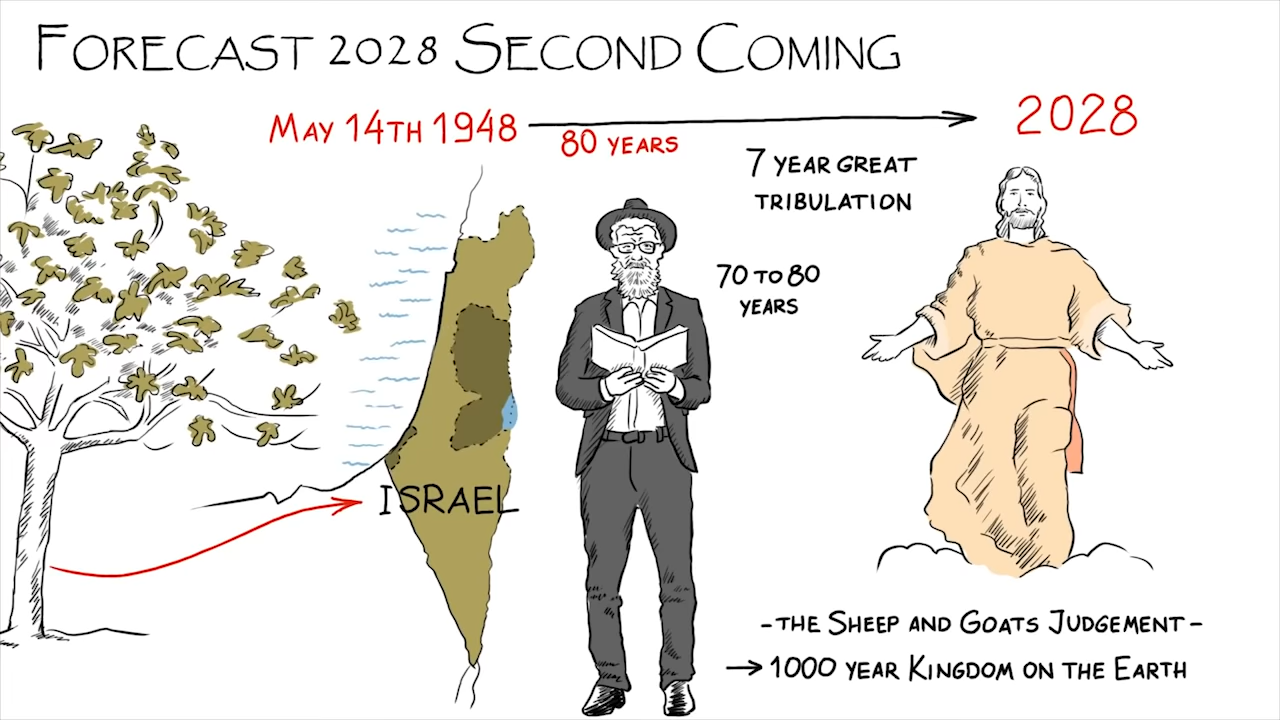 Forecast 2028 Second Coming
May 14th 1948
80 years
2028
7 year Great
Tribulation
70 to 80
years
Israel
-the Sheep and Goats Judgement-
→ 1000 year Kingdom on the Earth